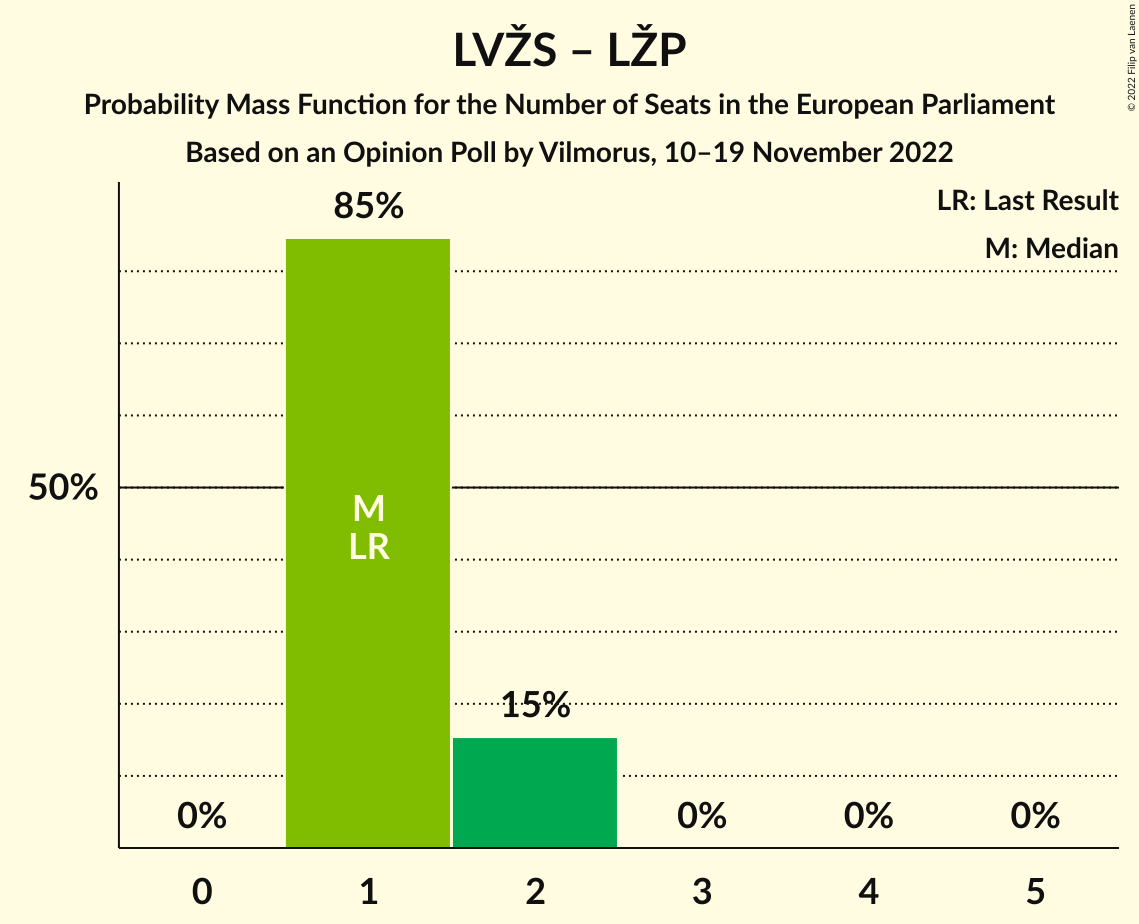 LVŽS – LŽP
Probability Mass Function for the Number of Seats in the European Parliament
Based on an Opinion Poll by Vilmorus, 10–19 November 2022
© 2022 Filip van Laenen
LR: Last Result
M: Median
85%
50%
M
LR
15%
0%
0%
0%
0%
0
1
2
3
4
5